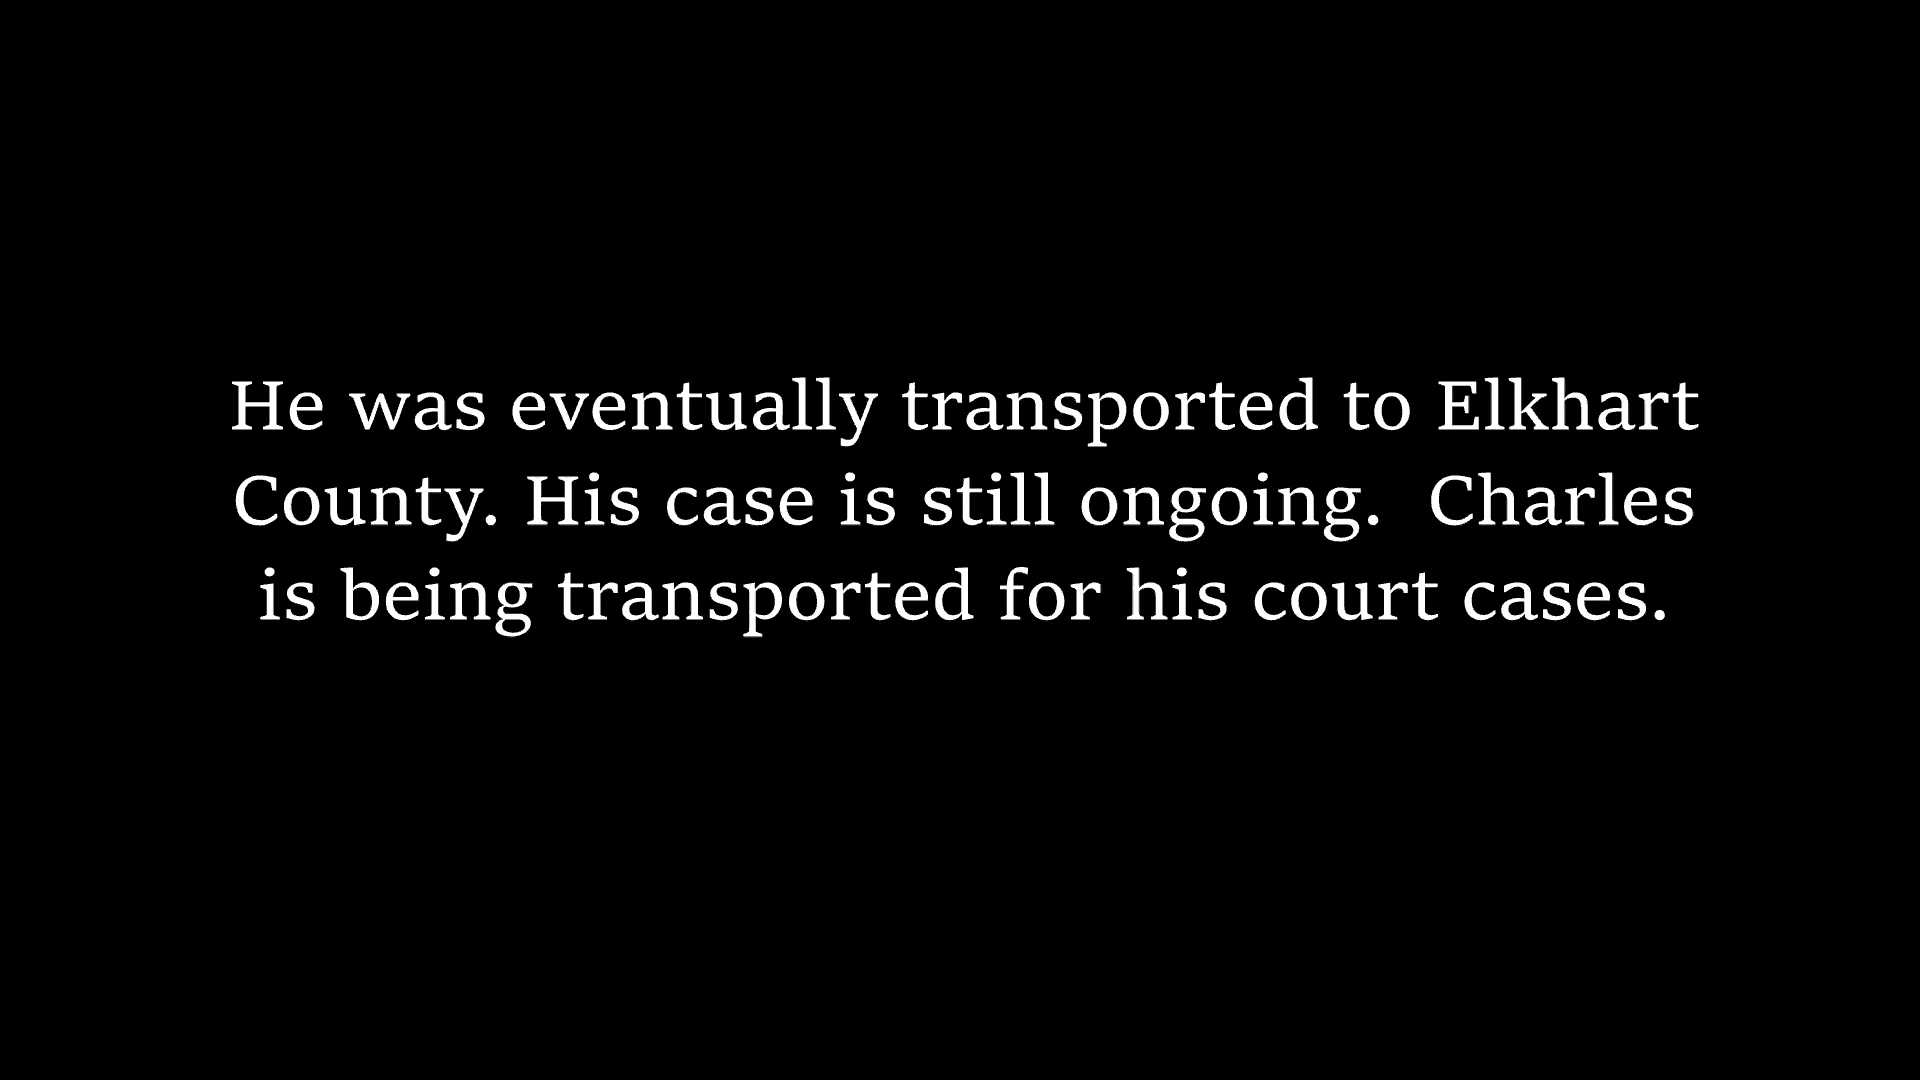 He was eventually transported to Elkhart
County. His case is still ongoing.  Charles
is being transported for his court cases.